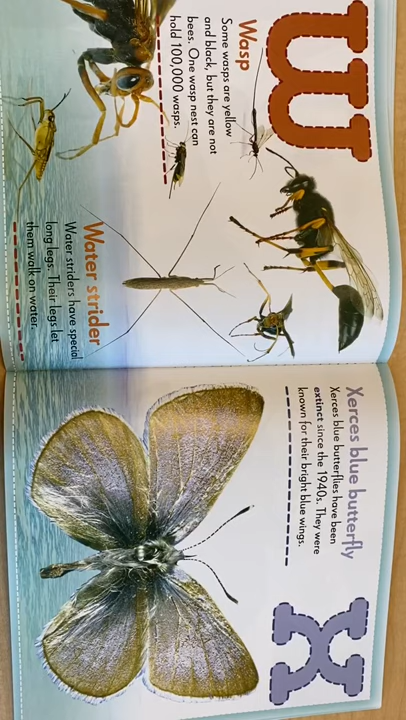 W
Wasp
Some wasps are yellow
and black, but they are not
bees. One wasp nest can
hold 100,000 wasps.
Water strider
Water striders have special
long legs. Their legs let
them walk on water.
Xerces blue butterfly
Xerces blue butterflies have been
extinct since the 1940s. They were
known for their bright blue wings.
X